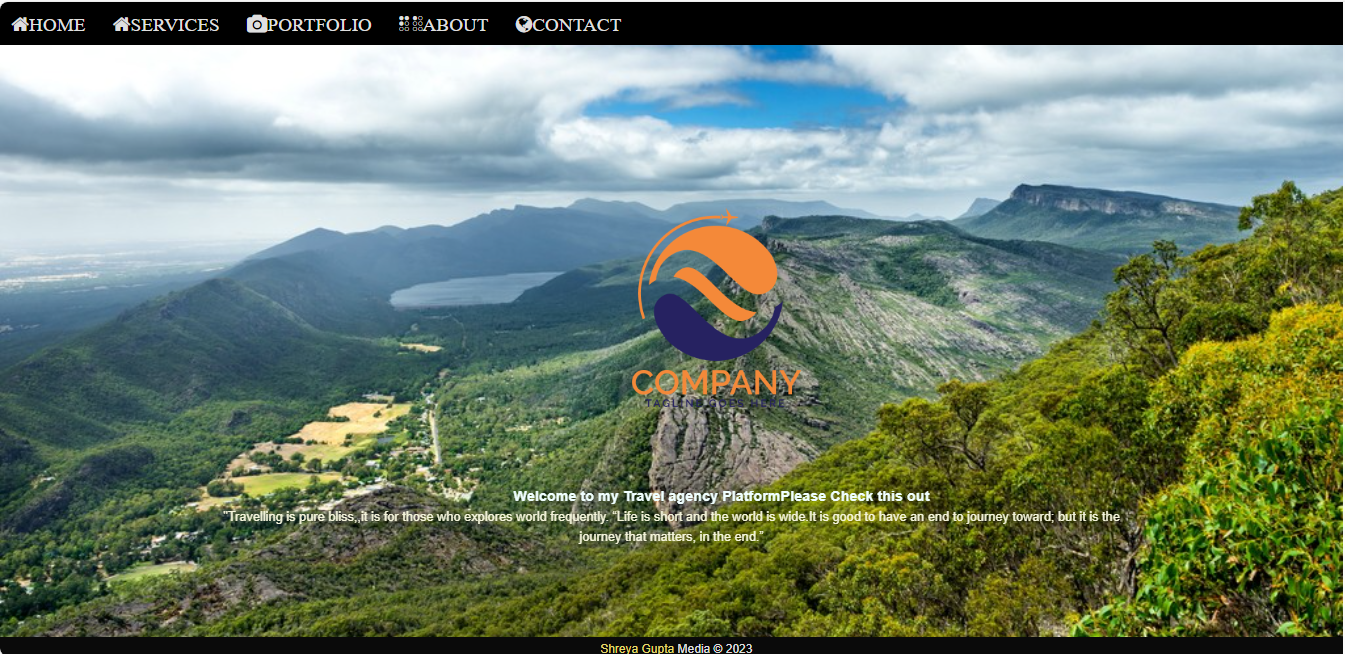 HOME SERVICES PORTFOLIO ABOUT CONTACT
COMPANY
TAGLINE GOES HERE
Welcome to my Travel agency PlatformPlease Check this out
"Travelling is pure bliss,,it is for those who explores world frequently. “Life is short and the world is wide.It is good to have an end to journey toward; but it is the
journey that matters, in the end.”
Shreya Gupta Media © 2023